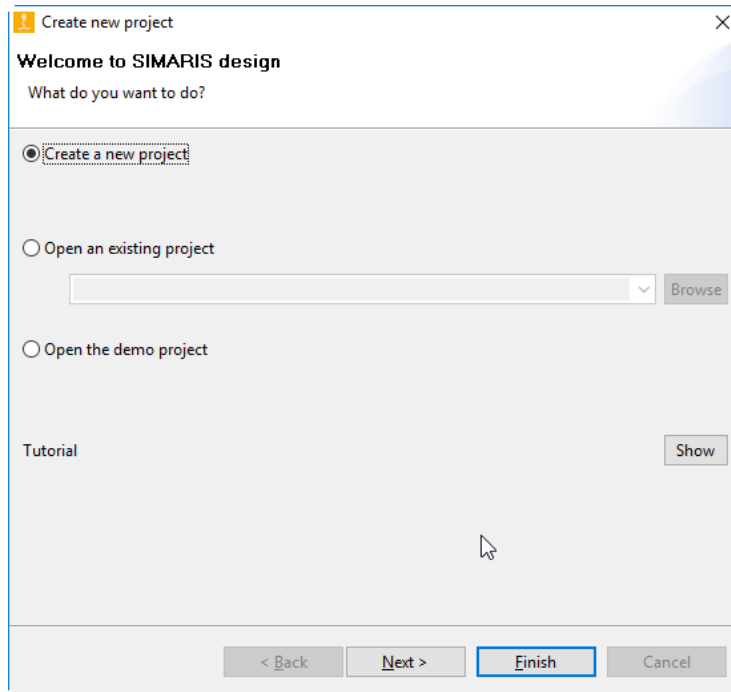 Create new project
Welcome to SIMARIS design
What do you want to do?
Create a new project
Open an existing project
Browse
Open the demo project
Tutorial
Show
< Back
Next >
Finish
Cancel